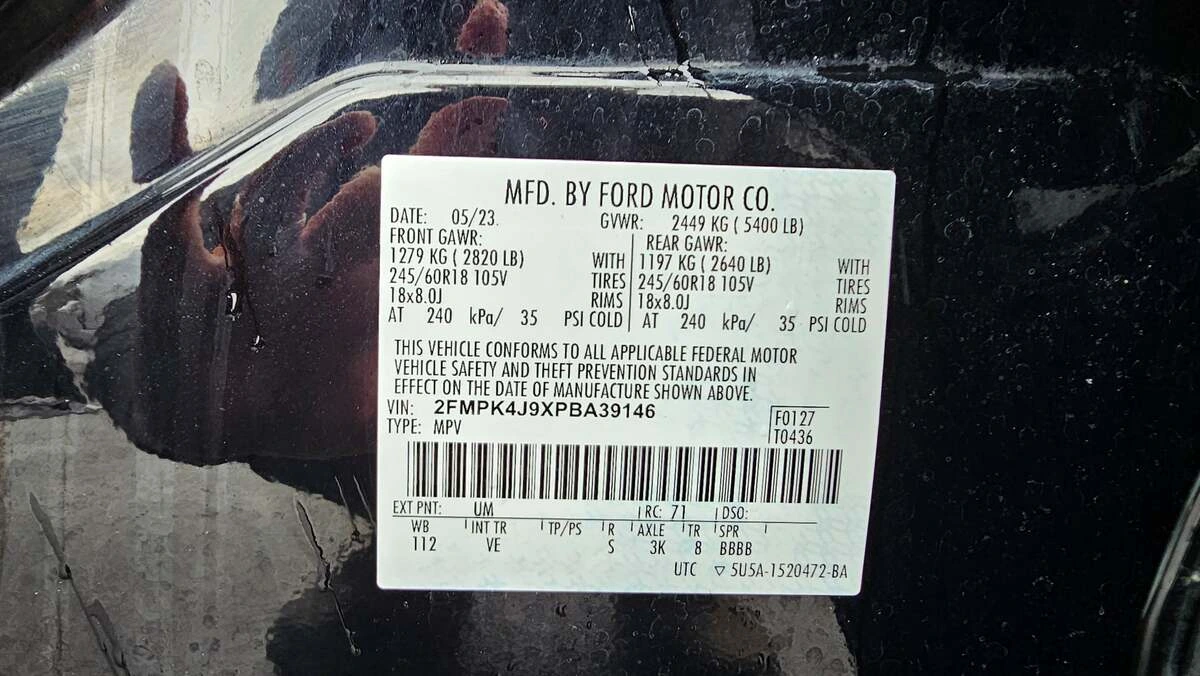 MFD. BY FORD MOTOR CO.
DATE: 05/23. GVWR: 2449 KG ( 5400 LB)
FRONT GAWR: REAR GAWR:
1279 KG ( 2820 LB) WITH 1197 KG ( 2640 LB) WITH
245/60R18 105V TIRES 245/60R18 105V TIRES
18x8.0J RIMS 18x8.0J RIMS
AT 240 kPa/ 35 PSI COLD AT 240 kPa/ 35 PSI COLD
THIS VEHICLE CONFORMS TO ALL APPLICABLE FEDERAL MOTOR
VEHICLE SAFETY AND THEFT PREVENTION STANDARDS IN
EFFECT ON THE DATE OF MANUFACTURE SHOWN ABOVE.
VIN: 2FMPK4J9XPBA39146 F0127
TYPE: MPV T0436
EXT PNT: UM RC: 71 DSO:
WB INT TR TP/PS R AXLE TR SPR
112 VE S 3K 8 BBBB
UTC ▽ 5U5A-1520472-BA